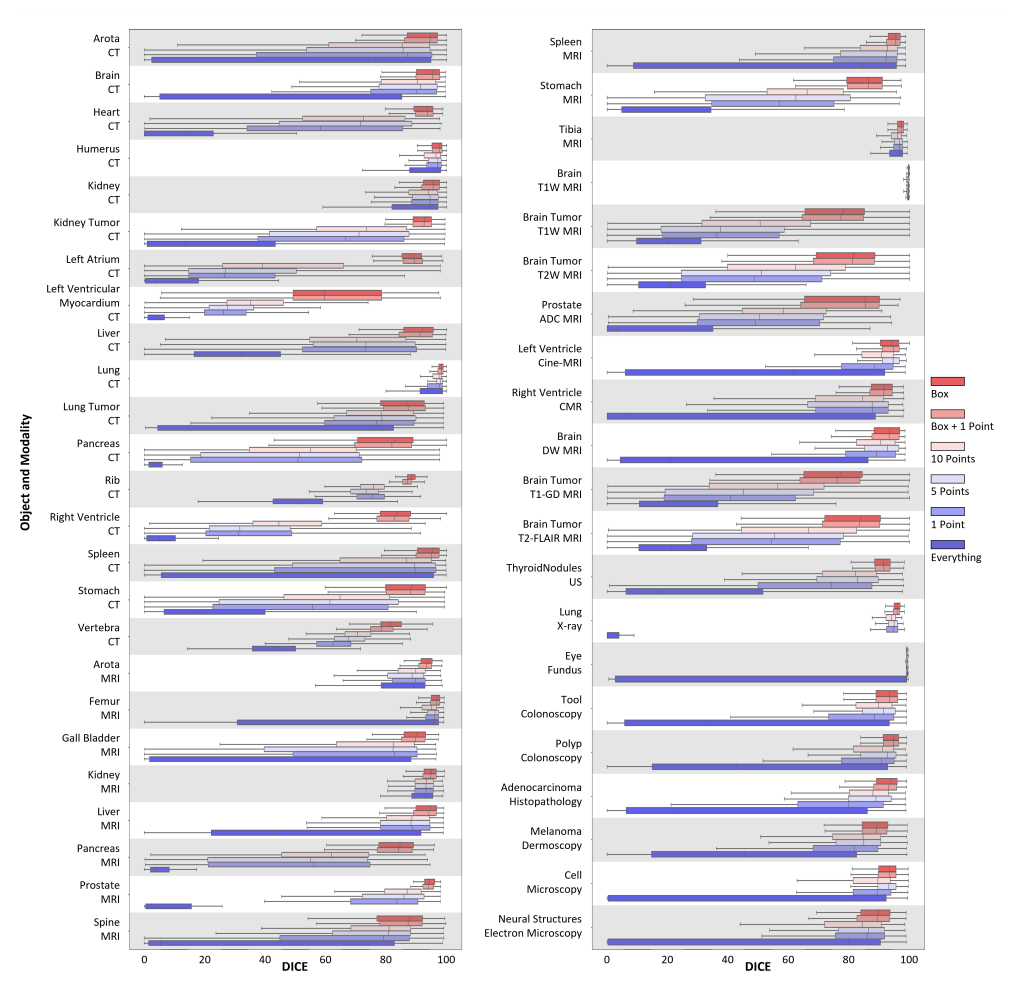 Object and Modality
Arota
CT
Brain
CT
Heart
CT
Humerus
CT
Kidney
CT
Kidney Tumor
CT
Left Atrium
CT
Left Ventricular
Myocardium
CT
Liver
CT
Lung
CT
Lung Tumor
CT
Pancreas
CT
Rib
CT
Right Ventricle
CT
Spleen
CT
Stomach
CT
Vertebra
CT
Arota
MRI
Femur
MRI
Gall Bladder
MRI
Kidney
MRI
Liver
MRI
Pancreas
MRI
Prostate
MRI
Spine
MRI
0 20 40 60 80 100
DICE
Spleen
MRI
Stomach
MRI
Tibia
MRI
Brain
T1W MRI
Brain Tumor
T1W MRI
Brain Tumor
T2W MRI
Prostate
ADC MRI
Left Ventricle
Cine-MRI
Right Ventricle
CMR
Brain
DW MRI
Brain Tumor
T1-GD MRI
Brain Tumor
T2-FLAIR MRI
ThyroidNodules
US
Lung
X-ray
Eye
Fundus
Tool
Colonoscopy
Polyp
Colonoscopy
Adenocarcinoma
Histopathology
Melanoma
Dermoscopy
Cell
Microscopy
Neural Structures
Electron Microscopy
0 20 40 60 80 100
DICE
Box
Box + 1 Point
10 Points
5 Points
1 Point
Everything